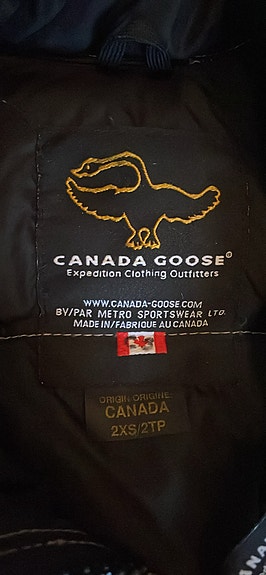 CANADA GOOSE®
Expedition Clothing Outfitters
WWW.CANADA-GOOSE.COM
BY/PAR METRO SPORTSWEAR LTD.
MADE IN/FABRIQUE AU CANADA
ORIGIN/ORIGINE
CANADA
2XS/2TP